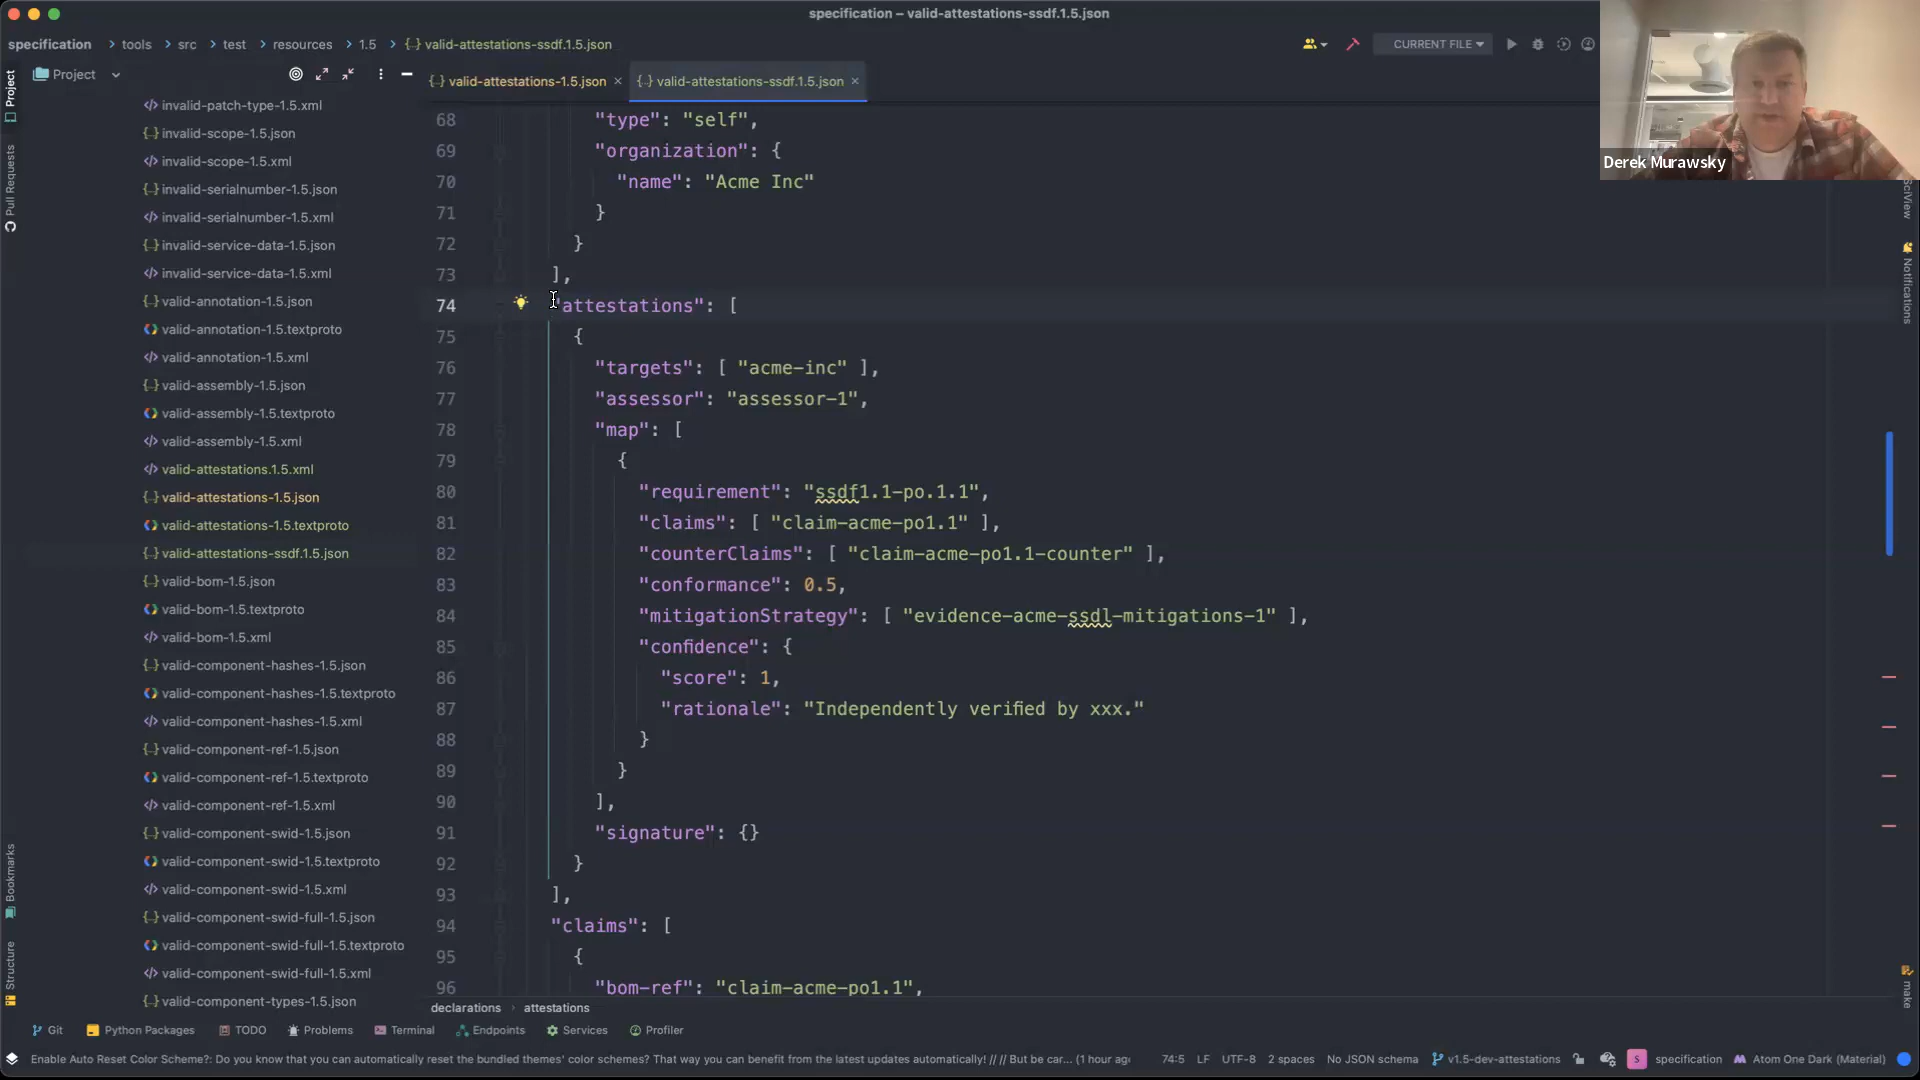 specification – valid-attestations-ssdf.1.5.json
specification > tools > src > test > resources > 1.5 > valid-attestations-ssdf.1.5.json
CURRENT FILE
Project
valid-attestations-1.5.json
valid-attestations-ssdf.1.5.json
Project
Pull Requests
Bookmarks
Structure
invalid-patch-type-1.5.xml
invalid-scope-1.5.json
invalid-scope-1.5.xml
invalid-serialnumber-1.5.json
invalid-serialnumber-1.5.xml
invalid-service-data-1.5.json
invalid-service-data-1.5.xml
valid-annotation-1.5.json
valid-annotation-1.5.textproto
valid-annotation-1.5.xml
valid-assembly-1.5.json
valid-assembly-1.5.textproto
valid-assembly-1.5.xml
valid-attestations.1.5.xml
valid-attestations-1.5.json
valid-attestations-1.5.textproto
valid-attestations-ssdf.1.5.json
valid-bom-1.5.json
valid-bom-1.5.textproto
valid-bom-1.5.xml
valid-component-hashes-1.5.json
valid-component-hashes-1.5.textproto
valid-component-hashes-1.5.xml
valid-component-ref-1.5.json
valid-component-ref-1.5.textproto
valid-component-ref-1.5.xml
valid-component-swid-1.5.json
valid-component-swid-1.5.textproto
valid-component-swid-1.5.xml
valid-component-swid-full-1.5.json
valid-component-swid-full-1.5.textproto
valid-component-swid-full-1.5.xml
valid-component-types-1.5.json
68 "type": "self",
69 "organization": {
70 "name": "Acme Inc"
71 }
72 }
73 ],
74 "attestations": [
75 {
76 "targets": [ "acme-inc" ],
77 "assessor": "assessor-1",
78 "map": [
79 {
80 "requirement": "ssdf1.1-po.1.1",
81 "claims": [ "claim-acme-po1.1" ],
82 "counterClaims": [ "claim-acme-po1.1-counter" ],
83 "conformance": 0.5,
84 "mitigationStrategy": [ "evidence-acme-ssdl-mitigations-1" ],
85 "confidence": {
86 "score": 1,
87 "rationale": "Independently verified by xxx."
88 }
89 }
90 ],
91 "signature": {}
92 }
93 ],
94 "claims": [
95 {
96 "bom-ref": "claim-acme-po1.1",
declarations > attestations
Derek Murawsky
SciView
Notifications
make
Git
Python Packages
TODO
Problems
Terminal
Endpoints
Services
Profiler
Enable Auto Reset Color Scheme?: Do you know that you can automatically reset the bundled themes' color schemes? That way you can benefit from the latest updates automatically! // // But be car... (1 hour ago
74:5 LF UTF-8 2 spaces No JSON schema v1.5-dev-attestations S specification Atom One Dark (Material)